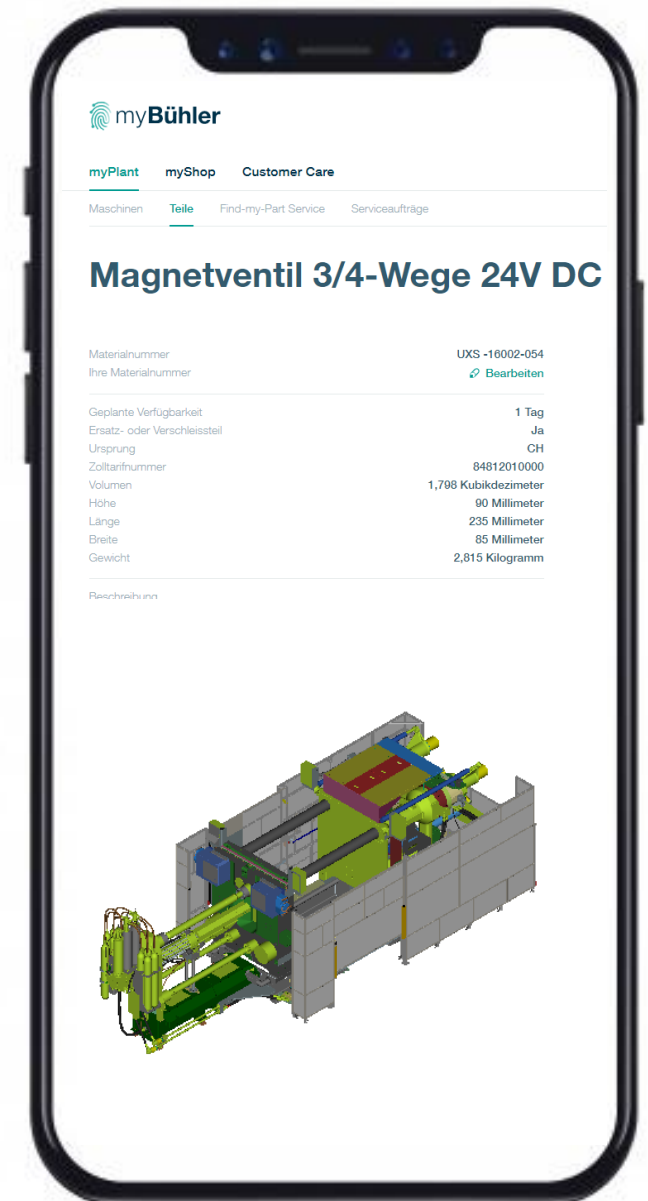 myBühler
myPlant myShop Customer Care
Maschinen Teile Find-my-Part Service Serviceaufträge
Magnetventil 3/4-Wege 24V DC
Materialnummer UXS -16002-054
Ihre Materialnummer Bearbeiten
Geplante Verfügbarkeit 1 Tag
Ersatz- oder Verschleissteil Ja
Ursprung CH
Zolltarifnummer 84812010000
Volumen 1,798 Kubikdezimeter
Höhe 90 Millimeter
Länge 235 Millimeter
Breite 85 Millimeter
Gewicht 2,815 Kilogramm
Beschreibung